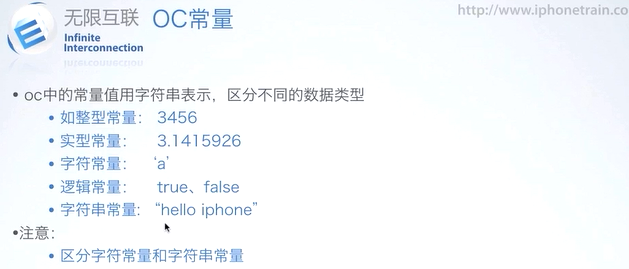 无限互联 OC常量
http://www.iphonetrain.co
Infinite
Interconnection
• oc中的常量值用字符串表示，区分不同的数据类型
• 如整型常量： 3456
• 实型常量： 3.1415926
• 字符常量： ‘a’
• 逻辑常量： true、false
• 字符串常量: “hello iphone”
•注意：
• 区分字符常量和字符串常量